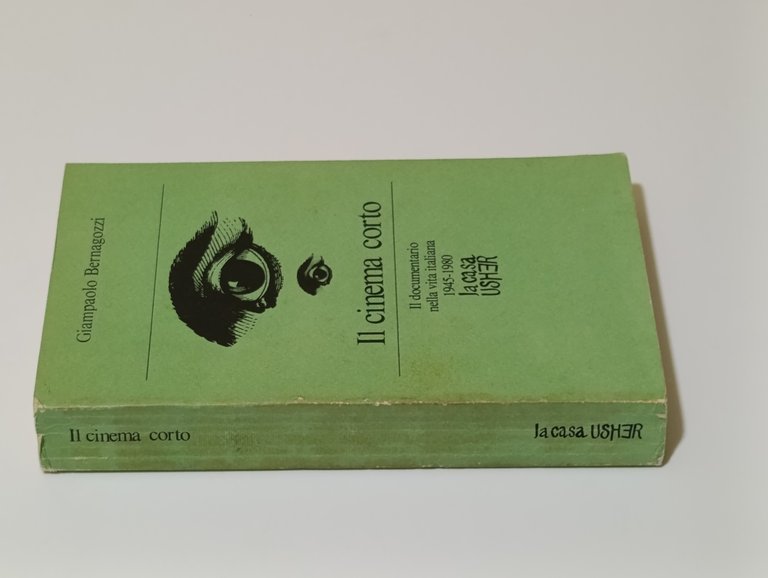 Giampaolo Bernagozzi
Il cinema corto
Il documentario
nella vita italiana
1945-1980
la casa
USHER
Il cinema corto
la casa USHER